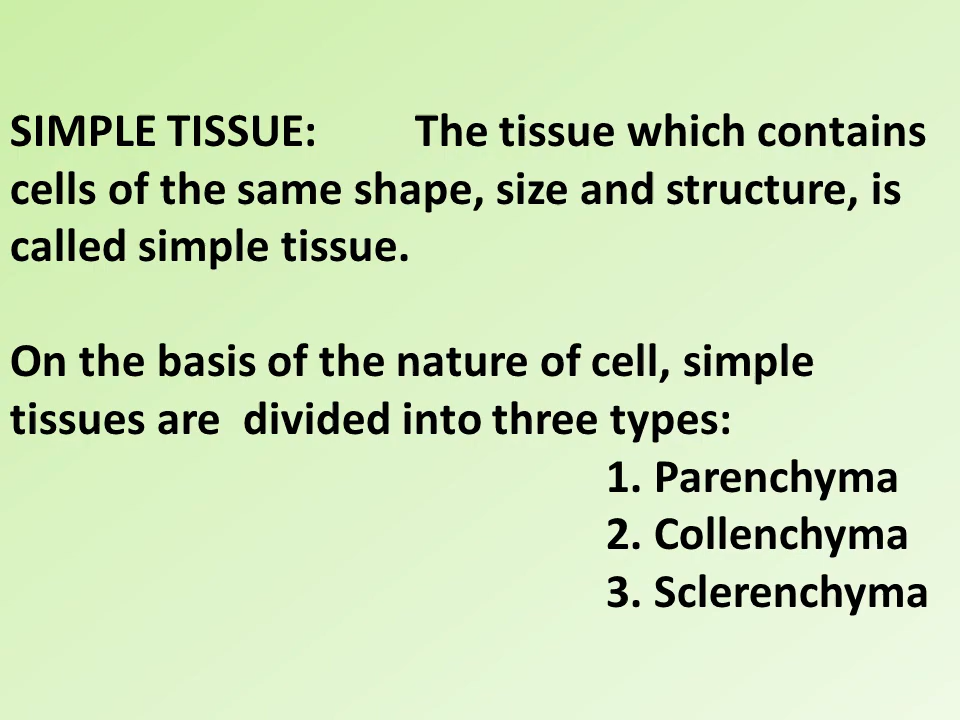 SIMPLE TISSUE: The tissue which contains
cells of the same shape, size and structure, is
called simple tissue.
On the basis of the nature of cell, simple
tissues are divided into three types:
1. Parenchyma
2. Collenchyma
3. Sclerenchyma